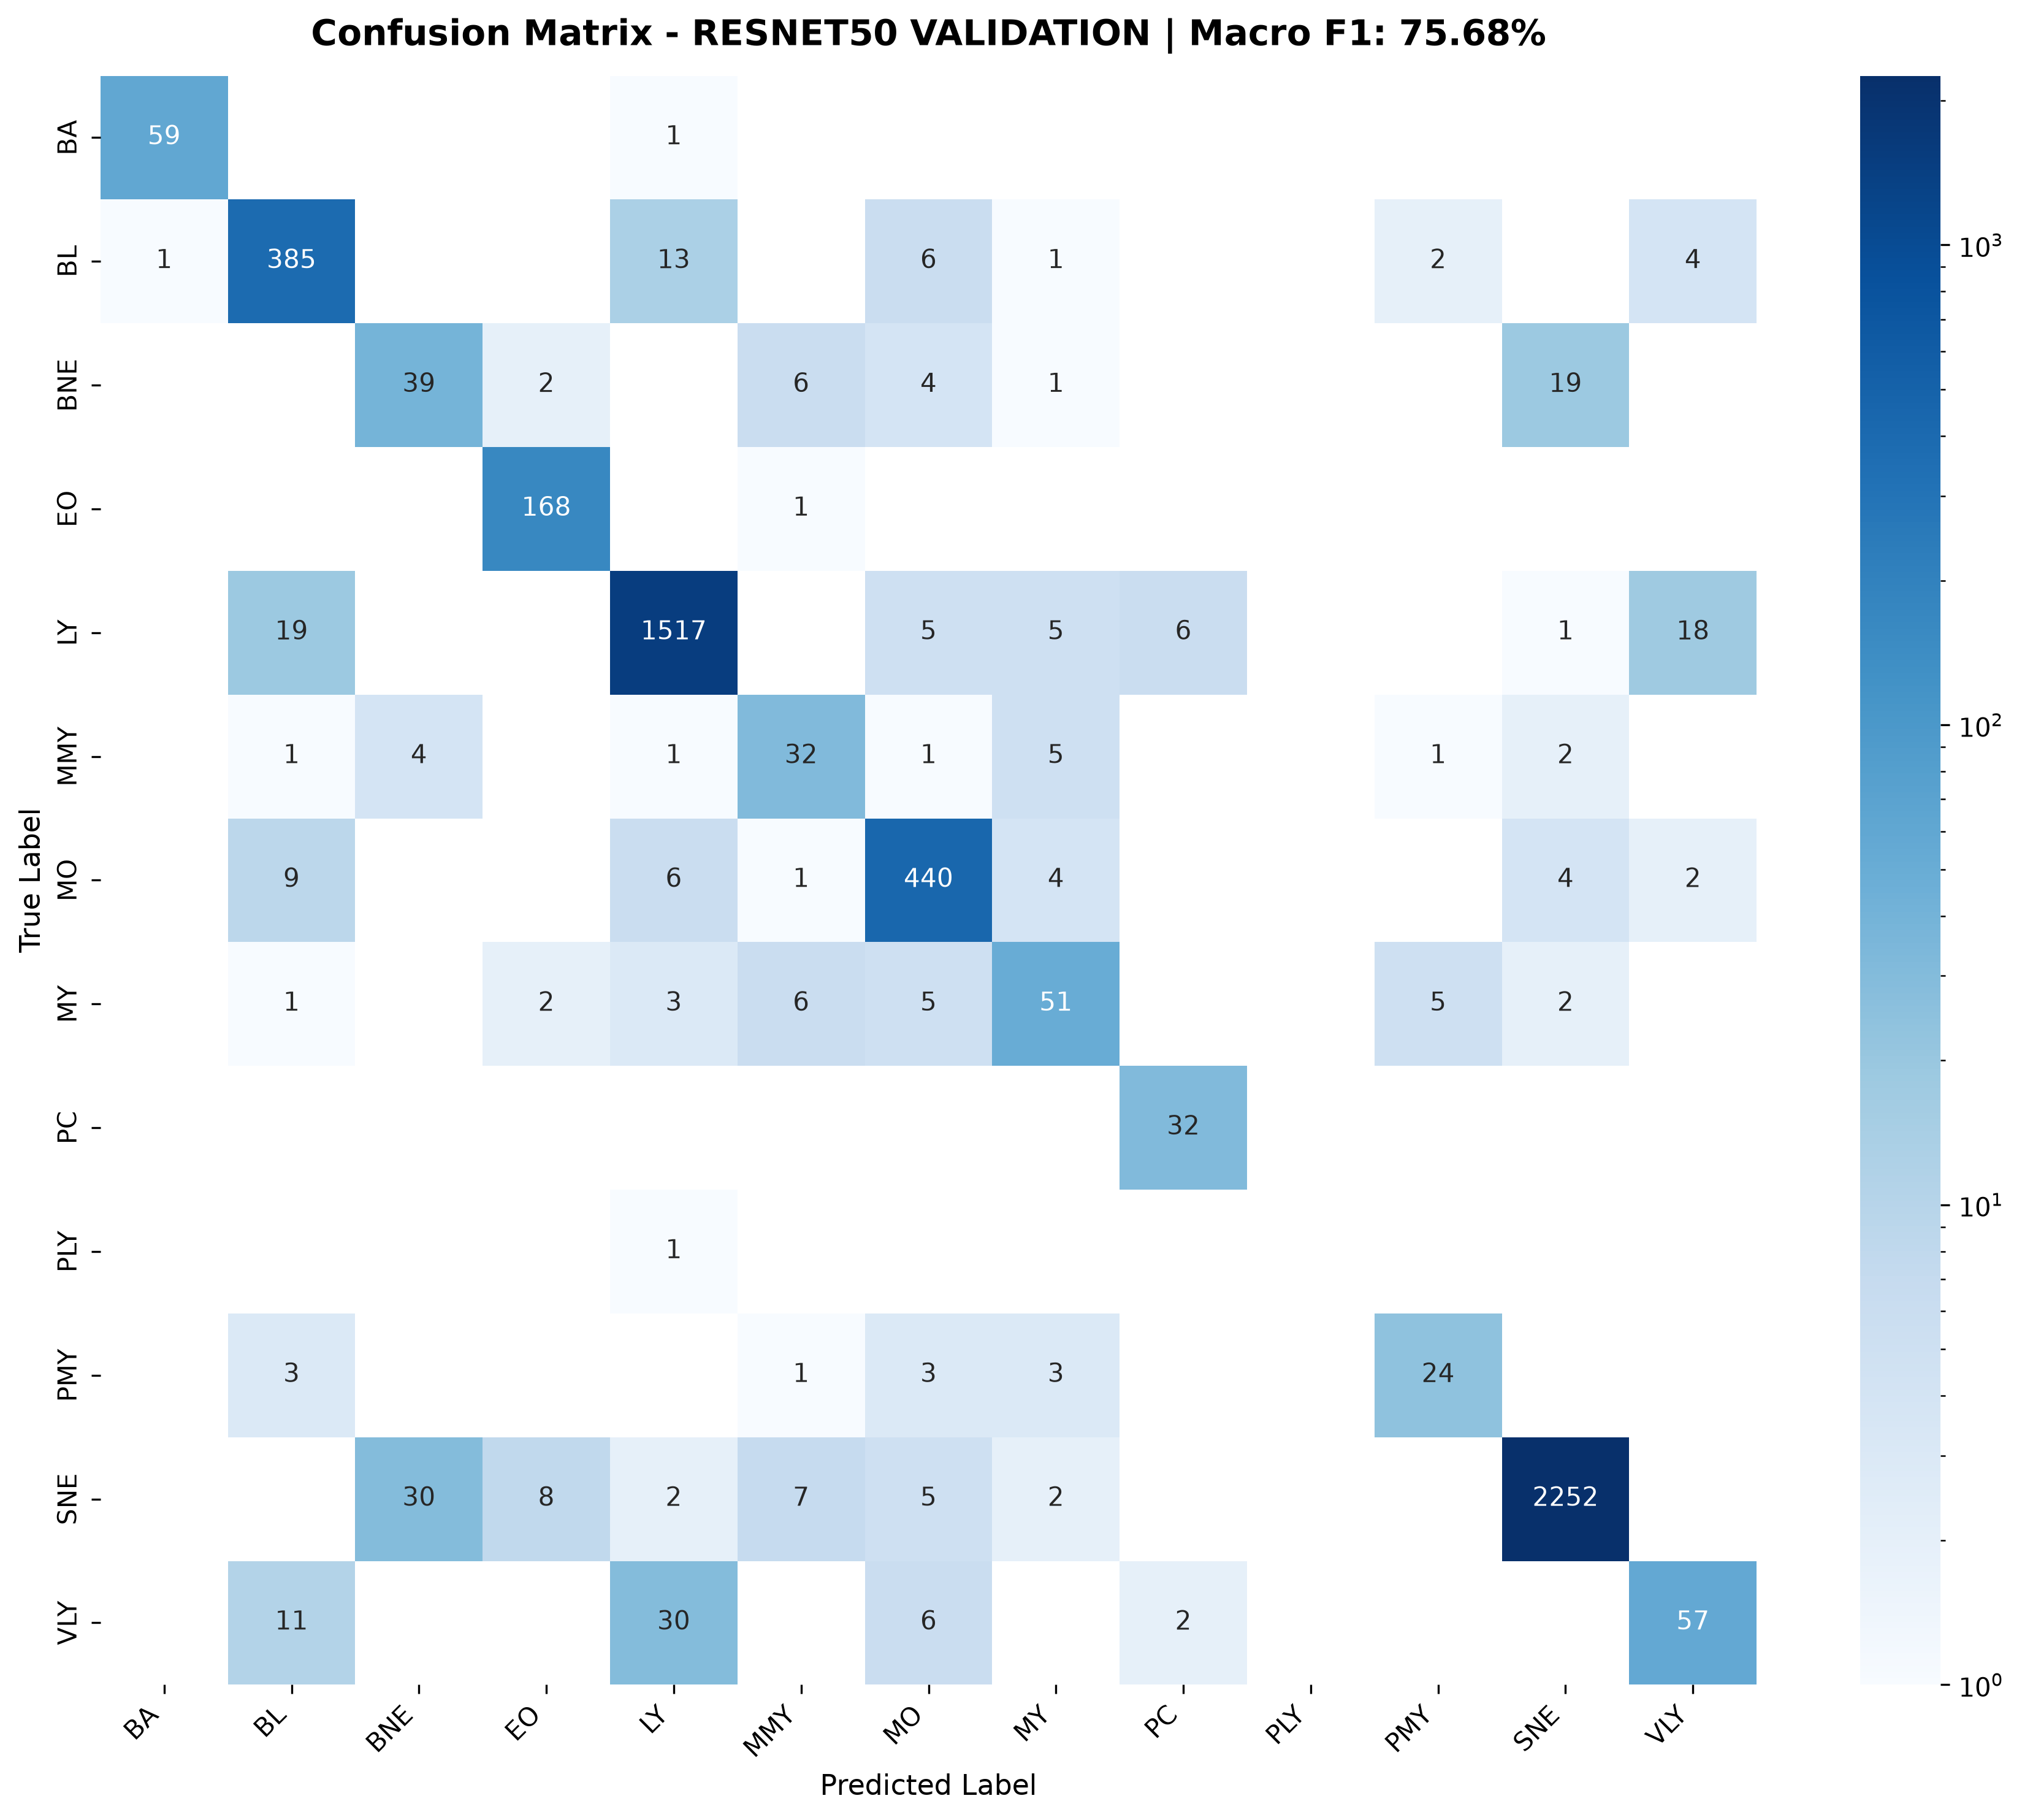 Confusion Matrix - RESNET50 VALIDATION | Macro F1: 75.68%
BA 59 1
BL 1 385 13 6 1 2 4
BNE 39 2 6 4 1 19
EO 168 1
LY 19 1517 5 5 6 1 18
MMY 1 4 1 32 1 5 1 2
MO 9 6 1 440 4 4 2
MY 1 2 3 6 5 51 5 2
PC 32
PLY 1
PMY 3 1 3 3 24
SNE 30 8 2 7 5 2 2252
VLY 11 30 6 2 57
BA BL BNE EO LY MMY MO MY PC PLY PMY SNE VLY
Predicted Label
True Label
10³
10²
10¹
10⁰